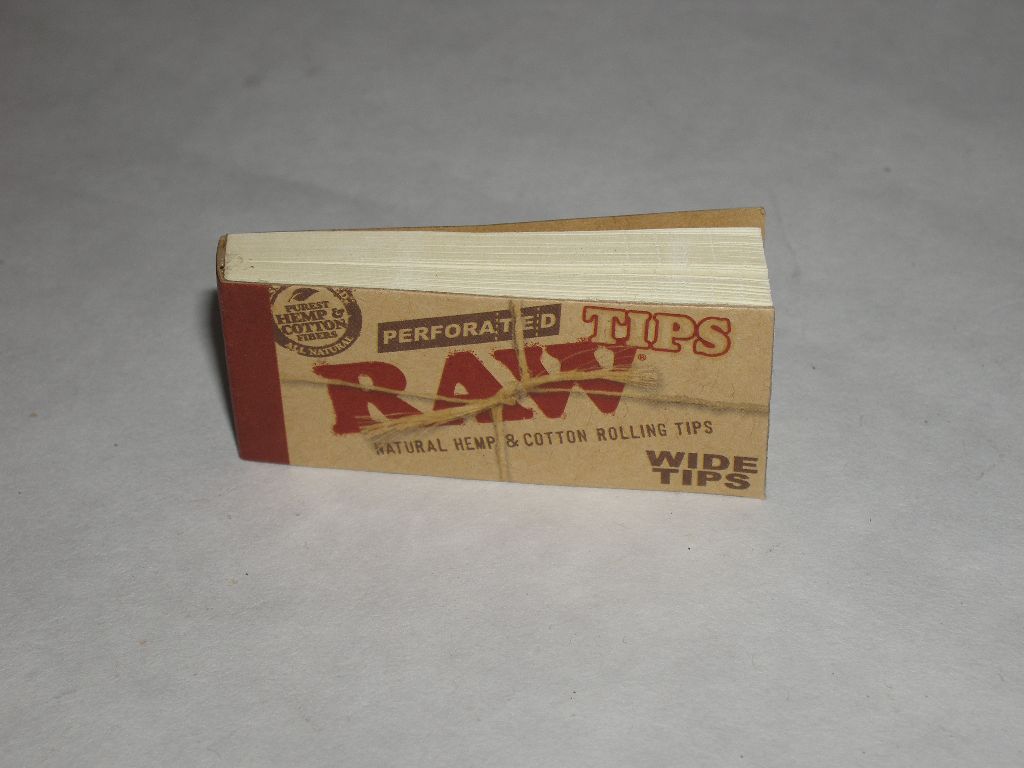 PUREST
HEMP &
COTTON
FIBERS
ALL NATURAL
PERFORATED
TIPS
RAW®
NATURAL HEMP & COTTON ROLLING TIPS
WIDE
TIPS